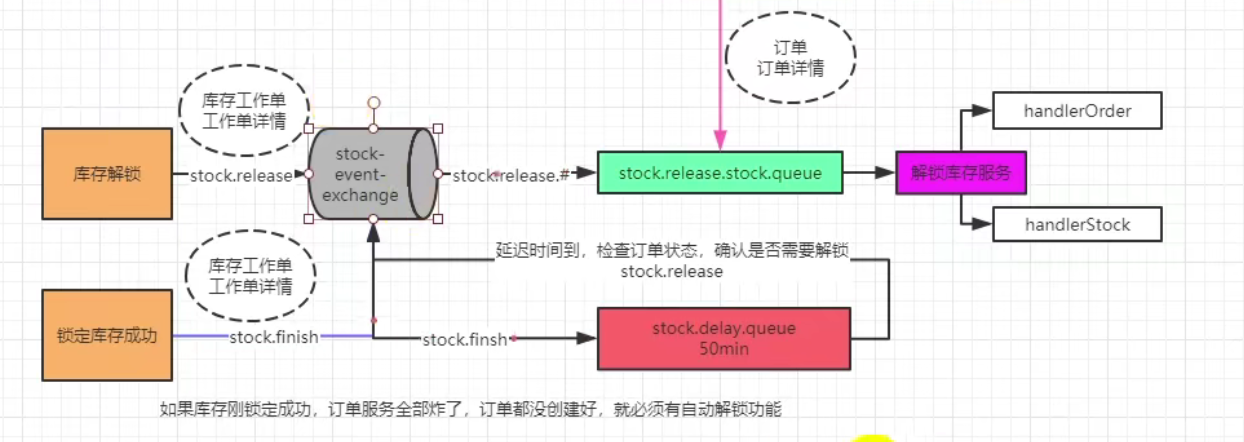 订单
订单详情
库存工作单
工作单详情
handlerOrder
库存解锁
stock.release
stock-
event-
exchange
stock.release.#
stock.release.stock.queue
解锁库存服务
handlerStock
延迟时间到，检查订单状态，确认是否需要解锁
stock.release
库存工作单
工作单详情
锁定库存成功
stock.finish
stock.finsh
stock.delay.queue
50min
如果库存刚锁定成功，订单服务全部炸了，订单都没创建好，就必须有自动解锁功能